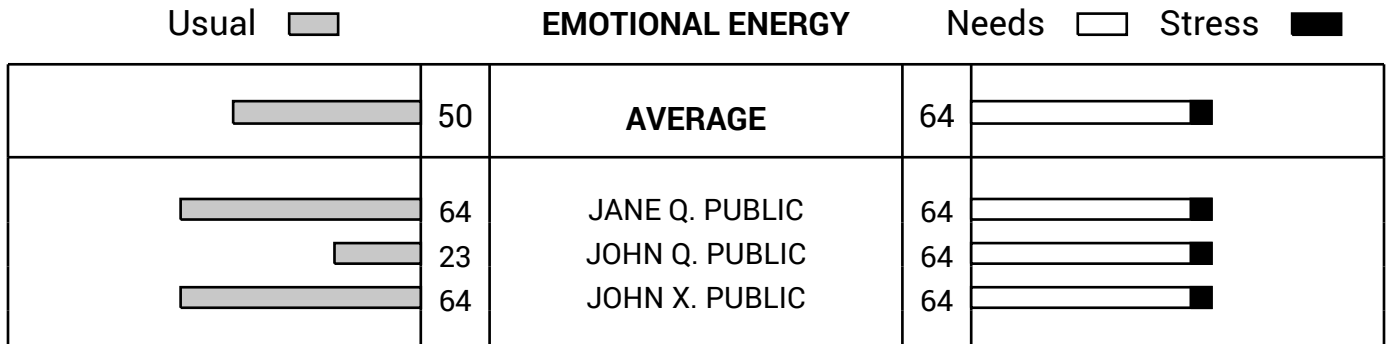 Usual EMOTIONAL ENERGY Needs Stress
50 AVERAGE 64
64 JANE Q. PUBLIC 64
23 JOHN Q. PUBLIC 64
64 JOHN X. PUBLIC 64